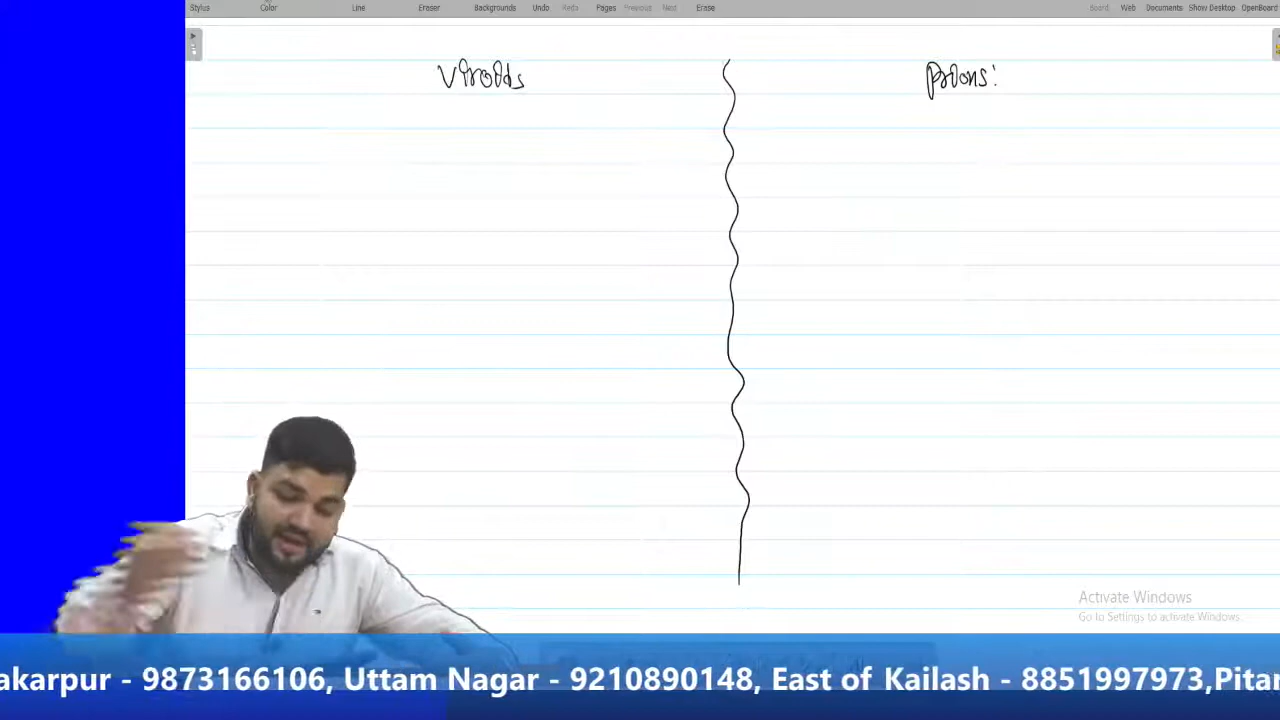 Stylus Color Line Eraser Backgrounds Undo Redo Pages Previous Next Erase Board Web Documents Show Desktop OpenBoard
Viroids Prions:
Activate Windows
Go to Settings to activate Windows.
akarpur - 9873166106, Uttam Nagar - 9210890148, East of Kailash - 8851997973,Pitan